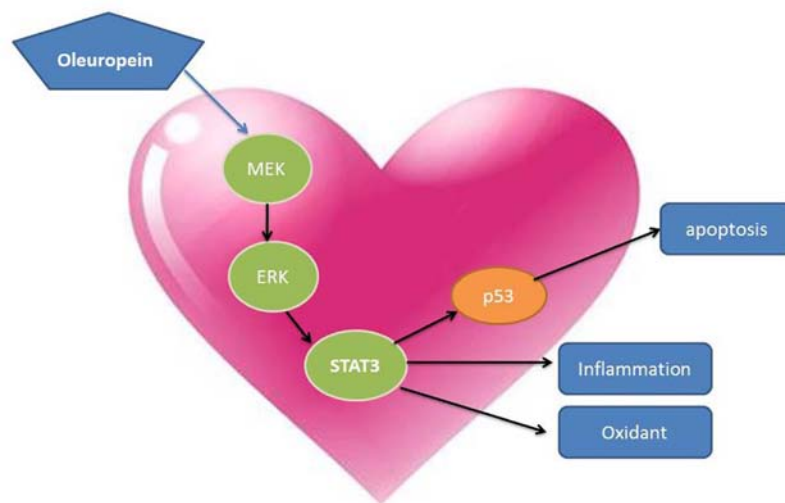 Oleuropein
MEK
ERK
STAT3
p53
apoptosis
Inflammation
Oxidant